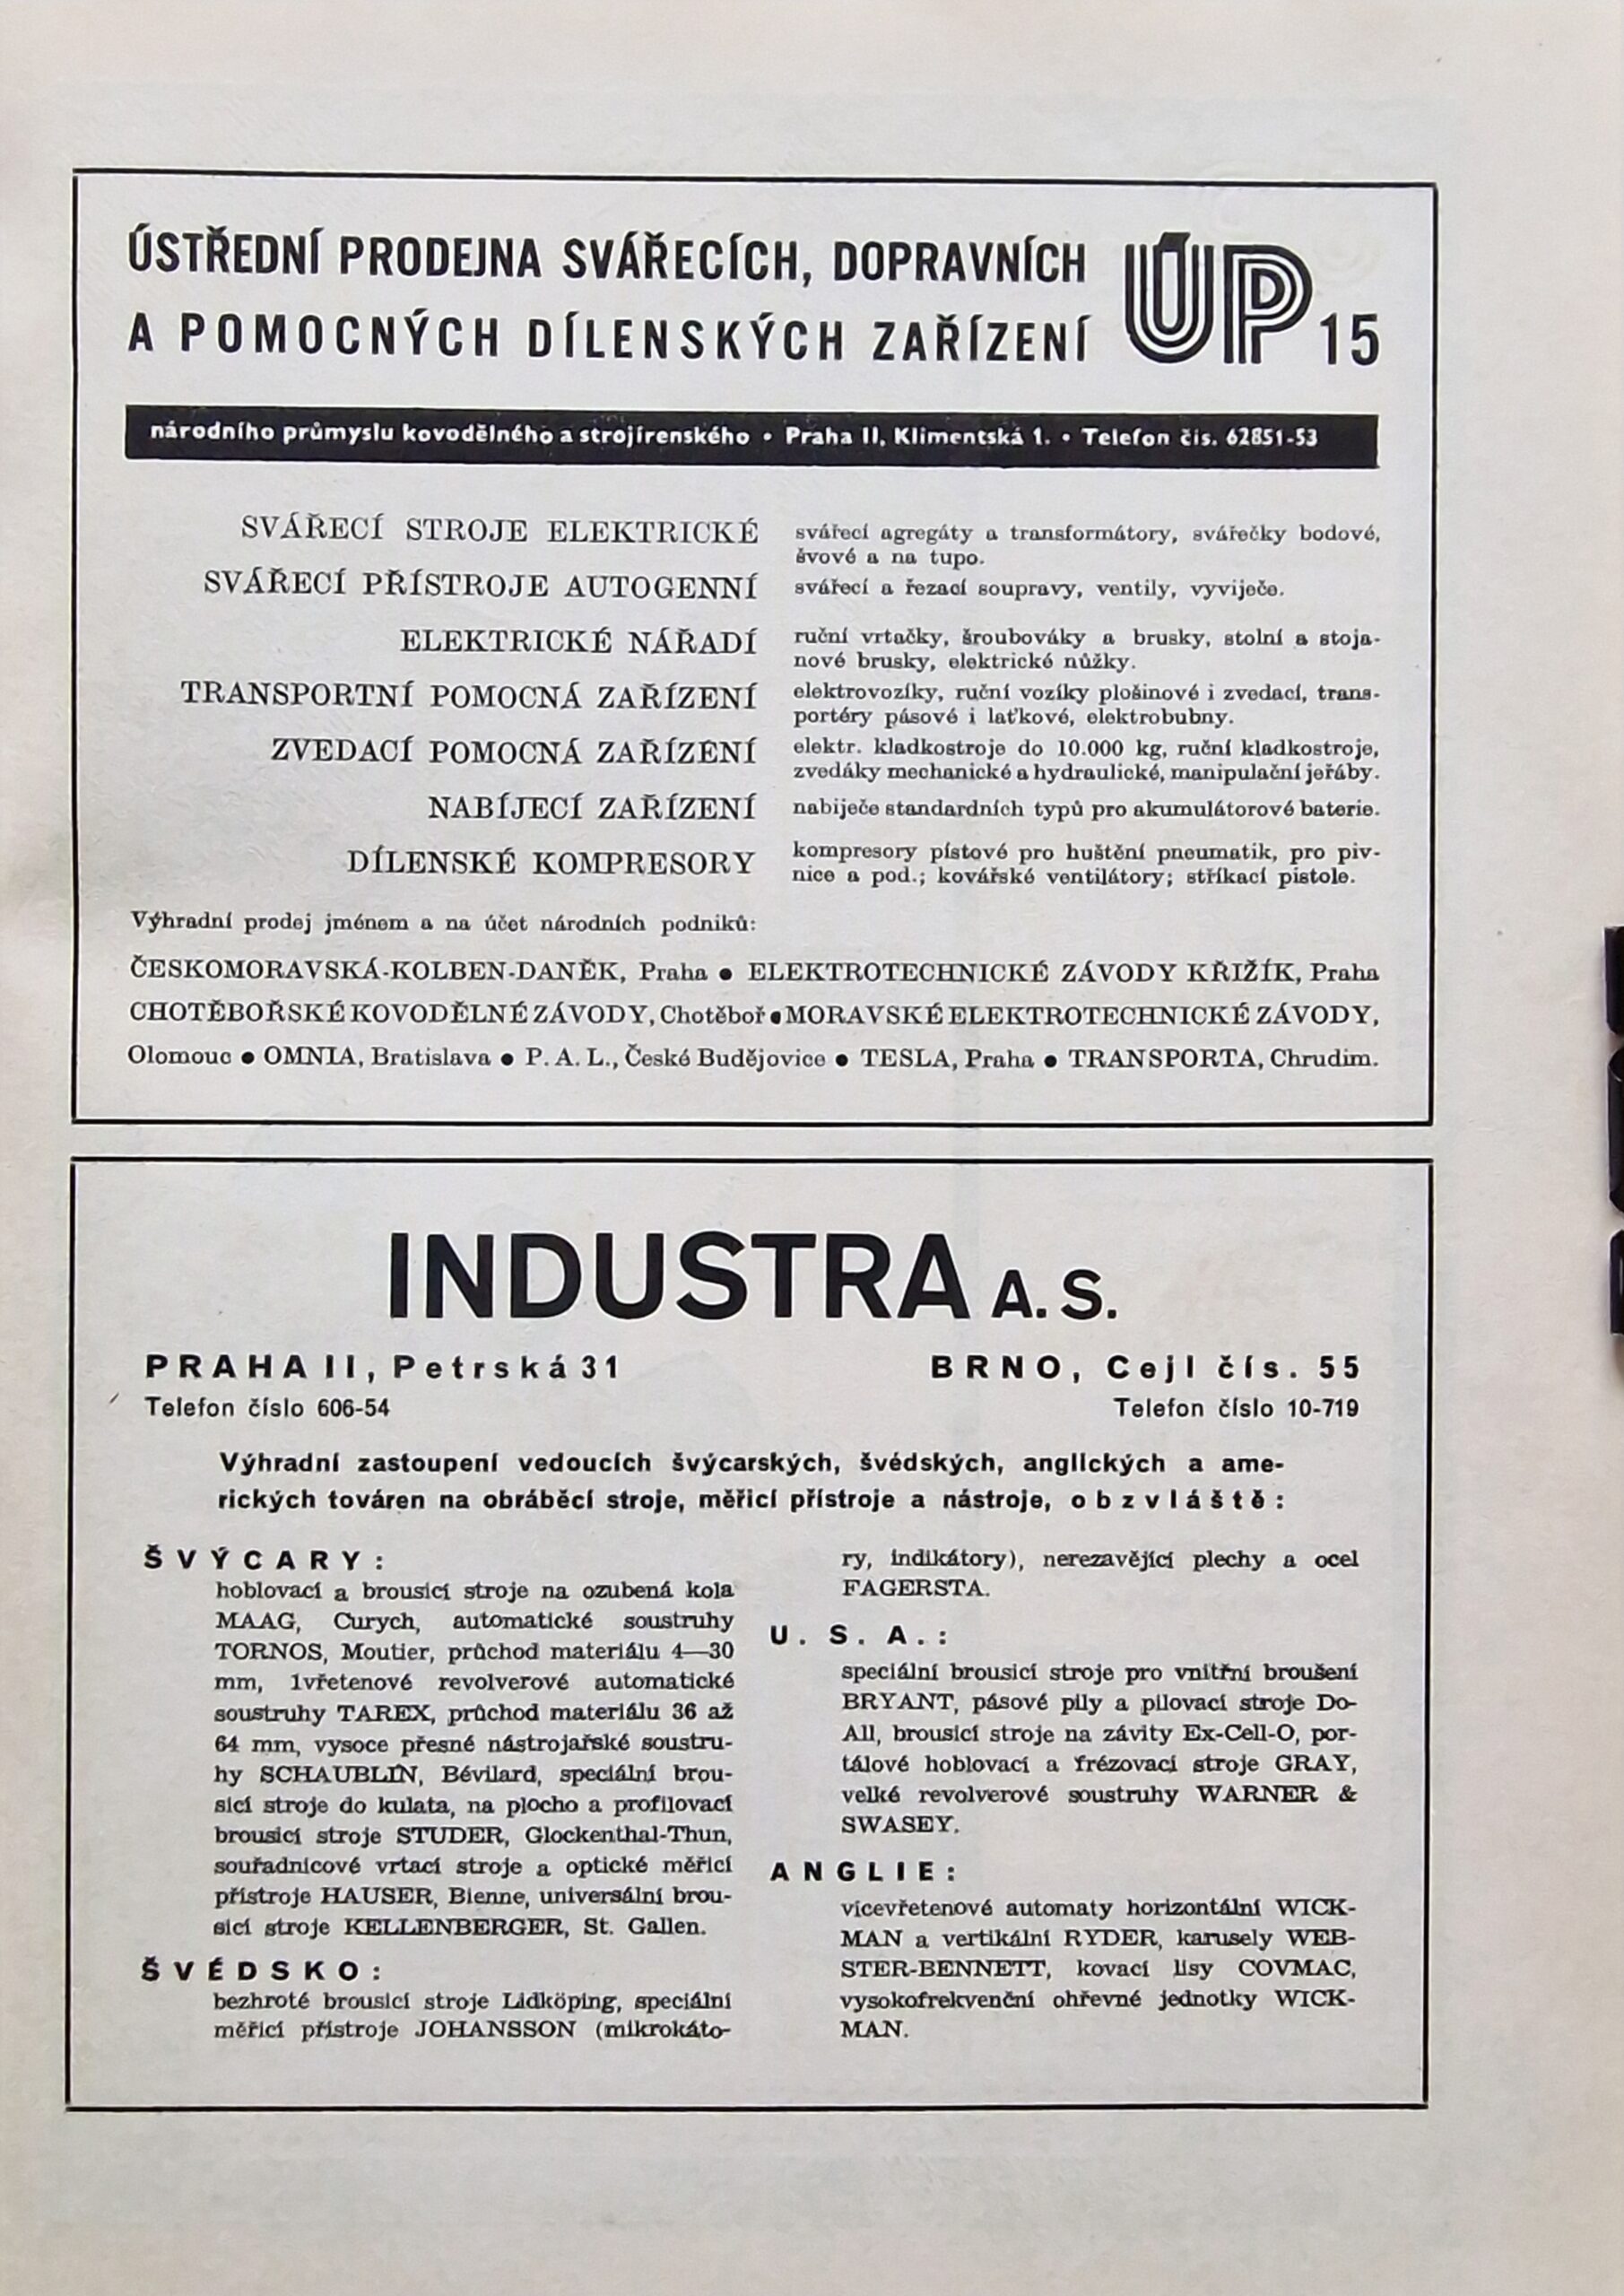 ÚSTŘEDNÍ PRODEJNA SVÁŘECÍCH, DOPRAVNÍCH
A POMOCNÝCH DÍLENSKÝCH ZAŘÍZENÍ
ÚP 15
národního průmyslu kovodělného a strojírenského • Praha II, Klimentská 1. • Telefon čís. 62851-53
SVÁŘECÍ STROJE ELEKTRICKÉ
svářecí agregáty a transformátory, svářečky bodové,
švové a na tupo.
SVÁŘECÍ PŘÍSTROJE AUTOGENNÍ
svářecí a řezací soupravy, ventily, vyviječe.
ELEKTRICKÉ NÁŘADÍ
ruční vrtačky, šroubováky a brusky, stolní a stoja-
nové brusky, elektrické nůžky.
TRANSPORTNÍ POMOCNÁ ZAŘÍZENÍ
elektrovozíky, ruční vozíky plošinové i zvedací, trans-
portéry pásové i laťkové, elektrobubny.
ZVEDACÍ POMOCNÁ ZAŘÍZENÍ
elektr. kladkostroje do 10.000 kg, ruční kladkostroje,
zvedáky mechanické a hydraulické, manipulační jeřáby.
NABÍJECÍ ZAŘÍZENÍ
nabiječe standardních typů pro akumulátorové baterie.
DÍLENSKÉ KOMPRESORY
kompresory pístové pro huštění pneumatik, pro piv-
nice a pod.; kovářské ventilátory; stříkací pistole.
Výhradní prodej jménem a na účet národních podniků:
ČESKOMORAVSKÁ-KOLBEN-DANĚK, Praha ● ELEKTROTECHNICKÉ ZÁVODY KŘIŽÍK, Praha
CHOTĚBOŘSKÉ KOVODĚLNÉ ZÁVODY, Chotěboř ● MORAVSKÉ ELEKTROTECHNICKÉ ZÁVODY,
Olomouc ● OMNIA, Bratislava ● P. A. L., České Budějovice ● TESLA, Praha ● TRANSPORTA, Chrudim.
INDUSTRA A. S.
PRAHA II, Petrská 31
Telefon číslo 606-54
BRNO, Cejl čís. 55
Telefon číslo 10-719
Výhradní zastoupení vedoucích švýcarských, švédských, anglických a ame-
rických továren na obráběcí stroje, měřicí přístroje a nástroje, obzvláště:
ŠVÝCARY:
hoblovací a brousicí stroje na ozubená kola
MAAG, Curych, automatické soustruhy
TORNOS, Moutier, průchod materiálu 4—30
mm, 1vřetenové revolverové automatické
soustruhy TAREX, průchod materiálu 36 až
64 mm, vysoce přesné nástrojařské soustru-
hy SCHAUBLIN, Bévilard, speciální brou-
sicí stroje do kulata, na plocho a profilovací
brousicí stroje STUDER, Glockenthal-Thun,
souřadnicové vrtací stroje a optické měřicí
přístroje HAUSER, Bienne, universální brou-
sicí stroje KELLENBERGER, St. Gallen.
ŠVÉDSKO:
bezhroté brousicí stroje Lidköping, speciální
měřicí přístroje JOHANSSON (mikrokáto-
ry, indikátory), nerezavějící plechy a ocel
FAGERSTA.
U. S. A.:
speciální brousicí stroje pro vnitřní broušení
BRYANT, pásové pily a pilovací stroje Do-
All, brousicí stroje na závity Ex-Cell-O, por-
tálové hoblovací a frézovací stroje GRAY,
velké revolverové soustruhy WARNER &
SWASEY.
ANGLIE:
vícevřetenové automaty horizontální WICK-
MAN a vertikální RYDER, karusely WEB-
STER-BENNETT, kovací lisy COVMAC,
vysokofrekvenční ohřevné jednotky WICK-
MAN.